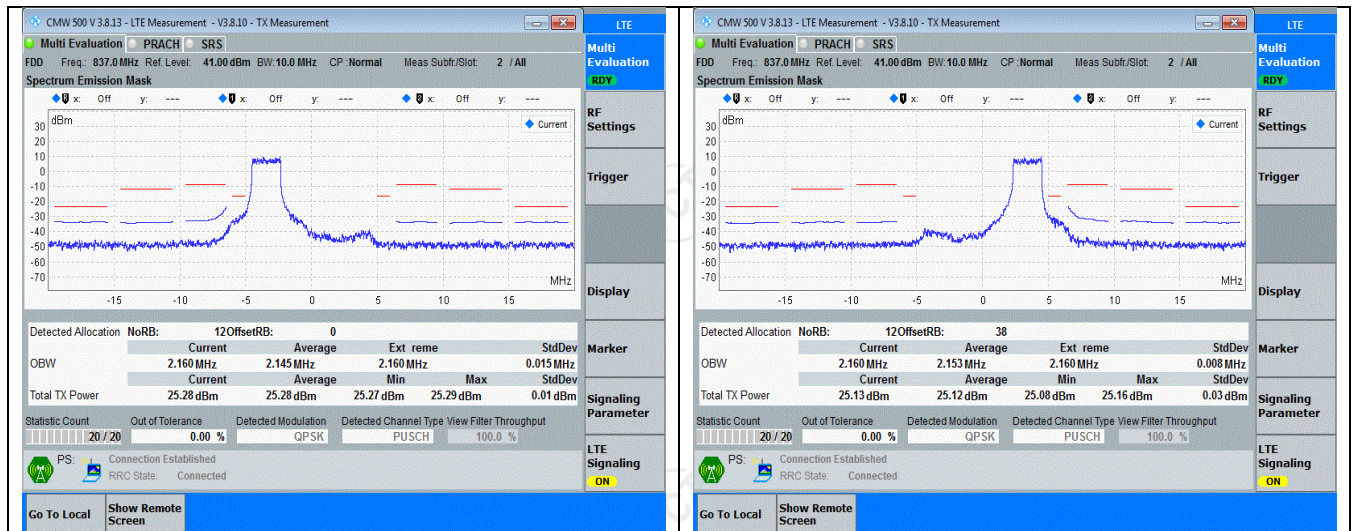 CMW 500 V 3.8.13 - LTE Measurement - V3.8.10 - TX Measurement
LTE
Multi Evaluation PRACH SRS
Multi Evaluation
RDY
FDD Freq.: 837.0 MHz Ref. Level: 41.00 dBm BW: 10.0 MHz CP : Normal Meas Subfr./Slot: 2 / All
Spectrum Emission Mask
x: Off y: --- x: Off y: --- x: Off y: ---
RF Settings
dBm
Current
30
20
10
0
-10
-20
-30
-40
-50
-60
-70
MHz
-15 -10 -5 0 5 10 15
Trigger
Display
Detected Allocation NoRB: 12 OffsetRB: 0
Current Average Ext reme StdDev
OBW 2.160 MHz 2.145 MHz 2.160 MHz 0.015 MHz
Current Average Min Max StdDev
Total TX Power 25.28 dBm 25.28 dBm 25.27 dBm 25.29 dBm 0.01 dBm
Marker
Signaling Parameter
Statistic Count Out of Tolerance Detected Modulation Detected Channel Type View Filter Throughput
20 / 20 0.00 % QPSK PUSCH 100.0 %
PS: Connection Established
RRC State: Connected
LTE Signaling
ON
Go To Local Show Remote Screen
CMW 500 V 3.8.13 - LTE Measurement - V3.8.10 - TX Measurement
LTE
Multi Evaluation PRACH SRS
Multi Evaluation
RDY
FDD Freq.: 837.0 MHz Ref. Level: 41.00 dBm BW: 10.0 MHz CP : Normal Meas Subfr./Slot: 2 / All
Spectrum Emission Mask
x: Off y: --- x: Off y: --- x: Off y: ---
RF Settings
dBm
Current
30
20
10
0
-10
-20
-30
-40
-50
-60
-70
MHz
-15 -10 -5 0 5 10 15
Trigger
Display
Detected Allocation NoRB: 12 OffsetRB: 38
Current Average Ext reme StdDev
OBW 2.160 MHz 2.153 MHz 2.160 MHz 0.008 MHz
Current Average Min Max StdDev
Total TX Power 25.13 dBm 25.12 dBm 25.08 dBm 25.16 dBm 0.03 dBm
Marker
Signaling Parameter
Statistic Count Out of Tolerance Detected Modulation Detected Channel Type View Filter Throughput
20 / 20 0.00 % QPSK PUSCH 100.0 %
PS: Connection Established
RRC State: Connected
LTE Signaling
ON
Go To Local Show Remote Screen